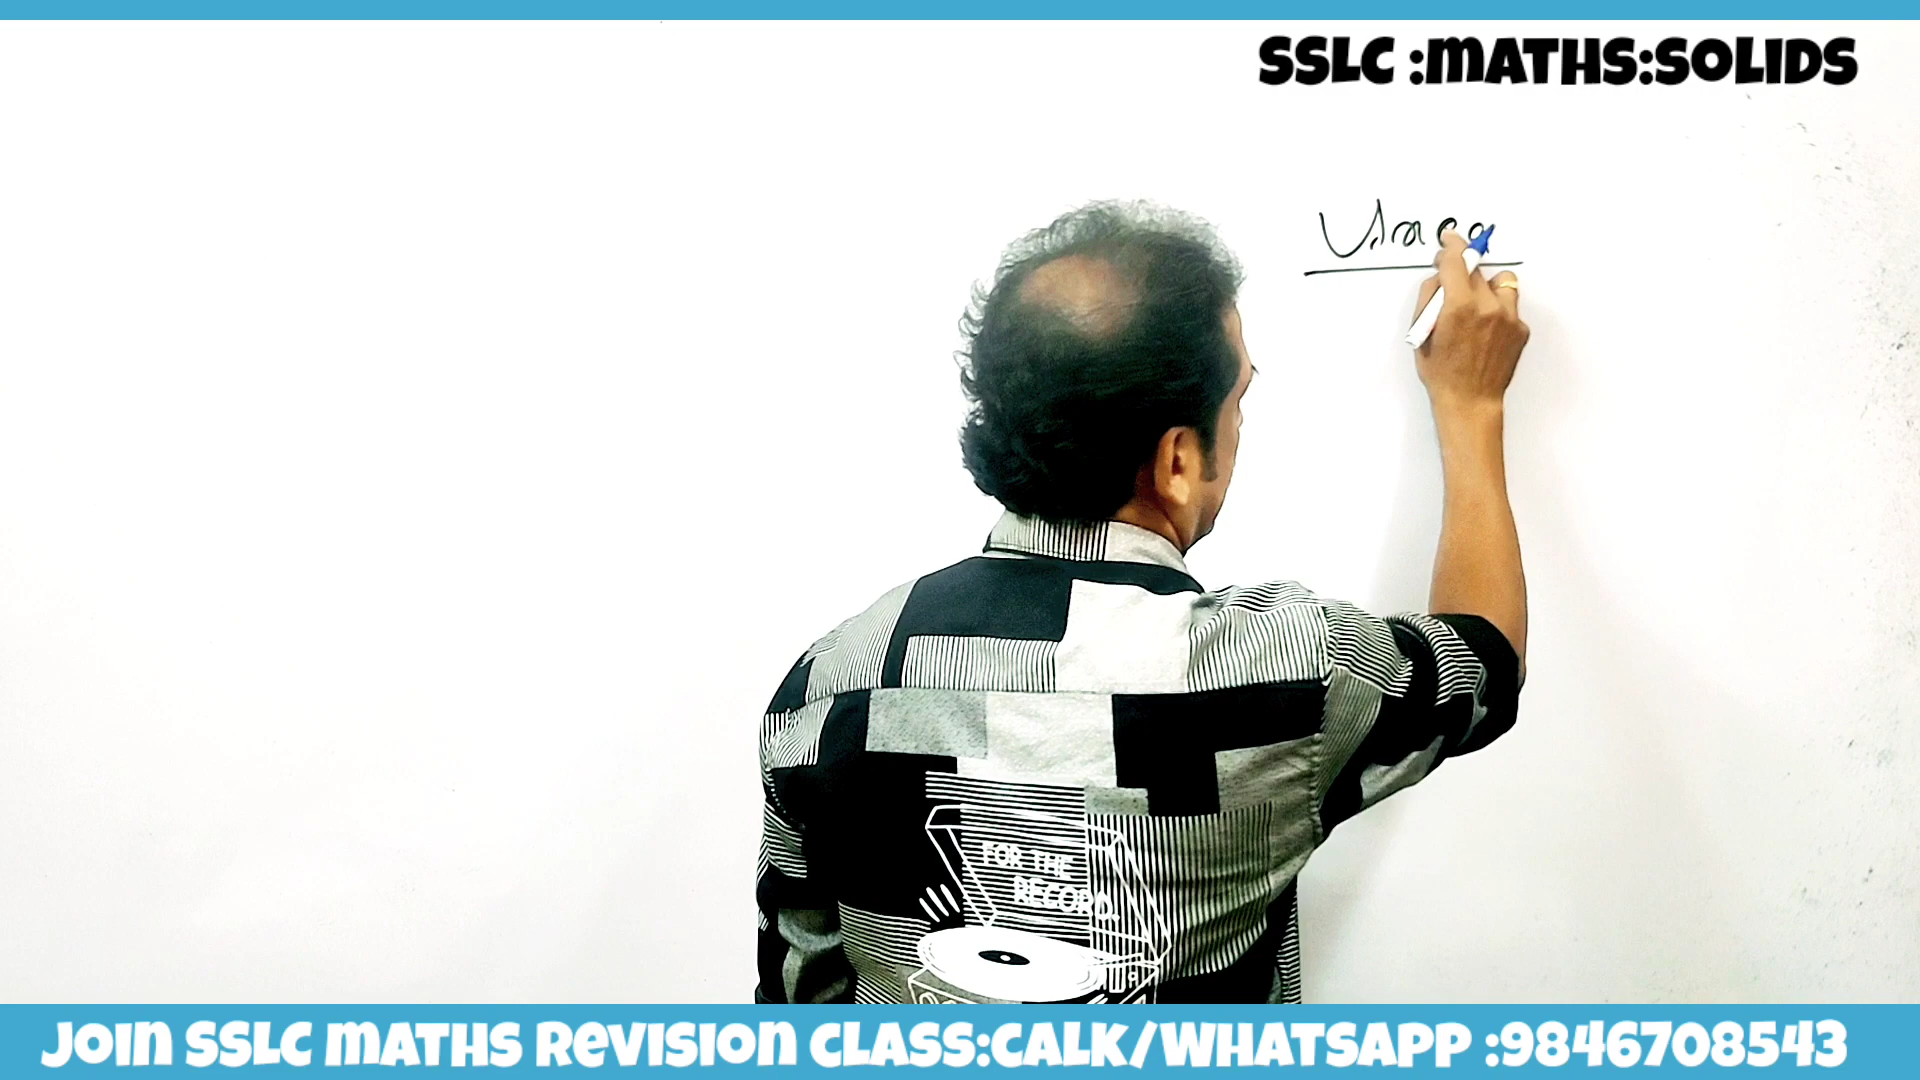 SSLC :MATHS:SOLIDS
FOR THE
RECORD.
JOIN SSLC MATHS REVISION CLASS:CALK/WHATSAPP :9846708543